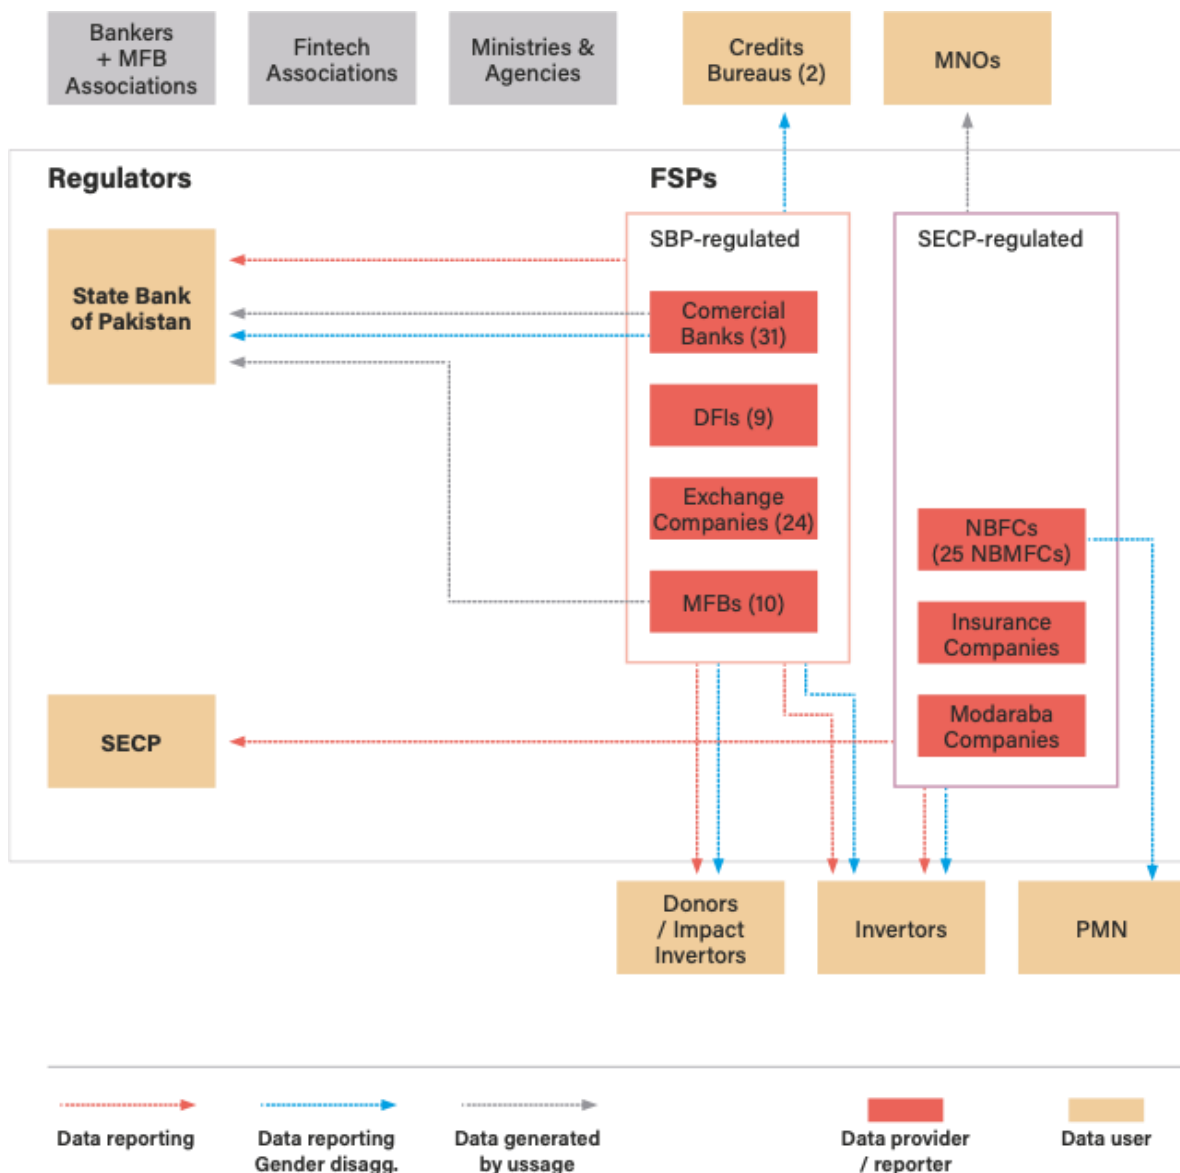 Bankers
+ MFB
Associations
Fintech
Associations
Ministries &
Agencies
Credits
Bureaus (2)
MNOs
Regulators
FSPs
SBP-regulated
SECP-regulated
State Bank
of Pakistan
Comercial
Banks (31)
DFIs (9)
Exchange
Companies (24)
MFBs (10)
NBFCs
(25 NBMFCs)
Insurance
Companies
Modaraba
Companies
SECP
Donors
/ Impact
Invertors
Invertors
PMN
Data reporting
Data reporting
Gender disagg.
Data generated
by ussage
Data provider
/ reporter
Data user